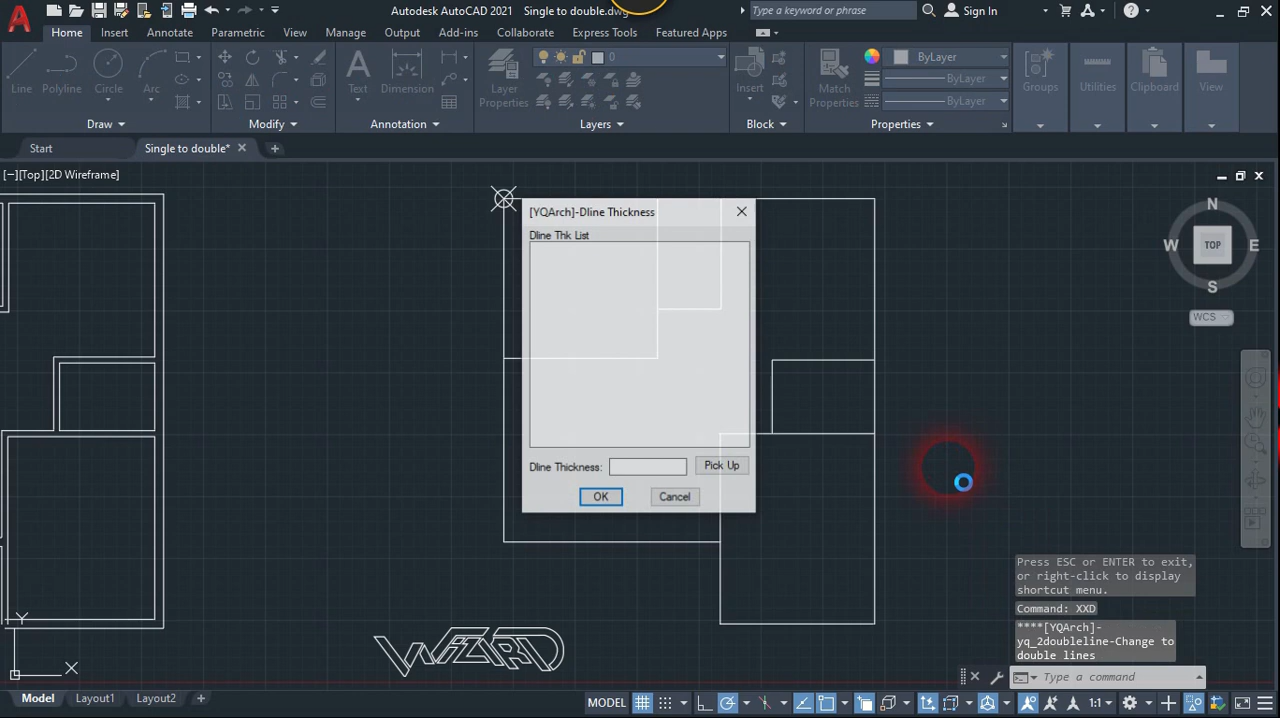 Autodesk AutoCAD 2021 Single to double.dwg
Type a keyword or phrase
Sign In
Home Insert Annotate Parametric View Manage Output Add-ins Collaborate Express Tools Featured Apps
Line Polyline Circle Arc
Text Dimension
Layer Properties
0
Insert
Match Properties
ByLayer
ByLayer
ByLayer
Groups Utilities Clipboard View
Draw Modify Annotation Layers Block Properties
Start Single to double*
[−][Top][2D Wireframe]
N
W TOP E
S
WCS
[YQArch]-Dline Thickness
Dline Thk List
Dline Thickness: Pick Up
OK Cancel
WIZARD
Y
X
Press ESC or ENTER to exit,
or right-click to display
shortcut menu.
Command: XXD
****[YQArch]-
yq_2doubleline-Change to
double lines
Type a command
Model Layout1 Layout2
MODEL
1:1